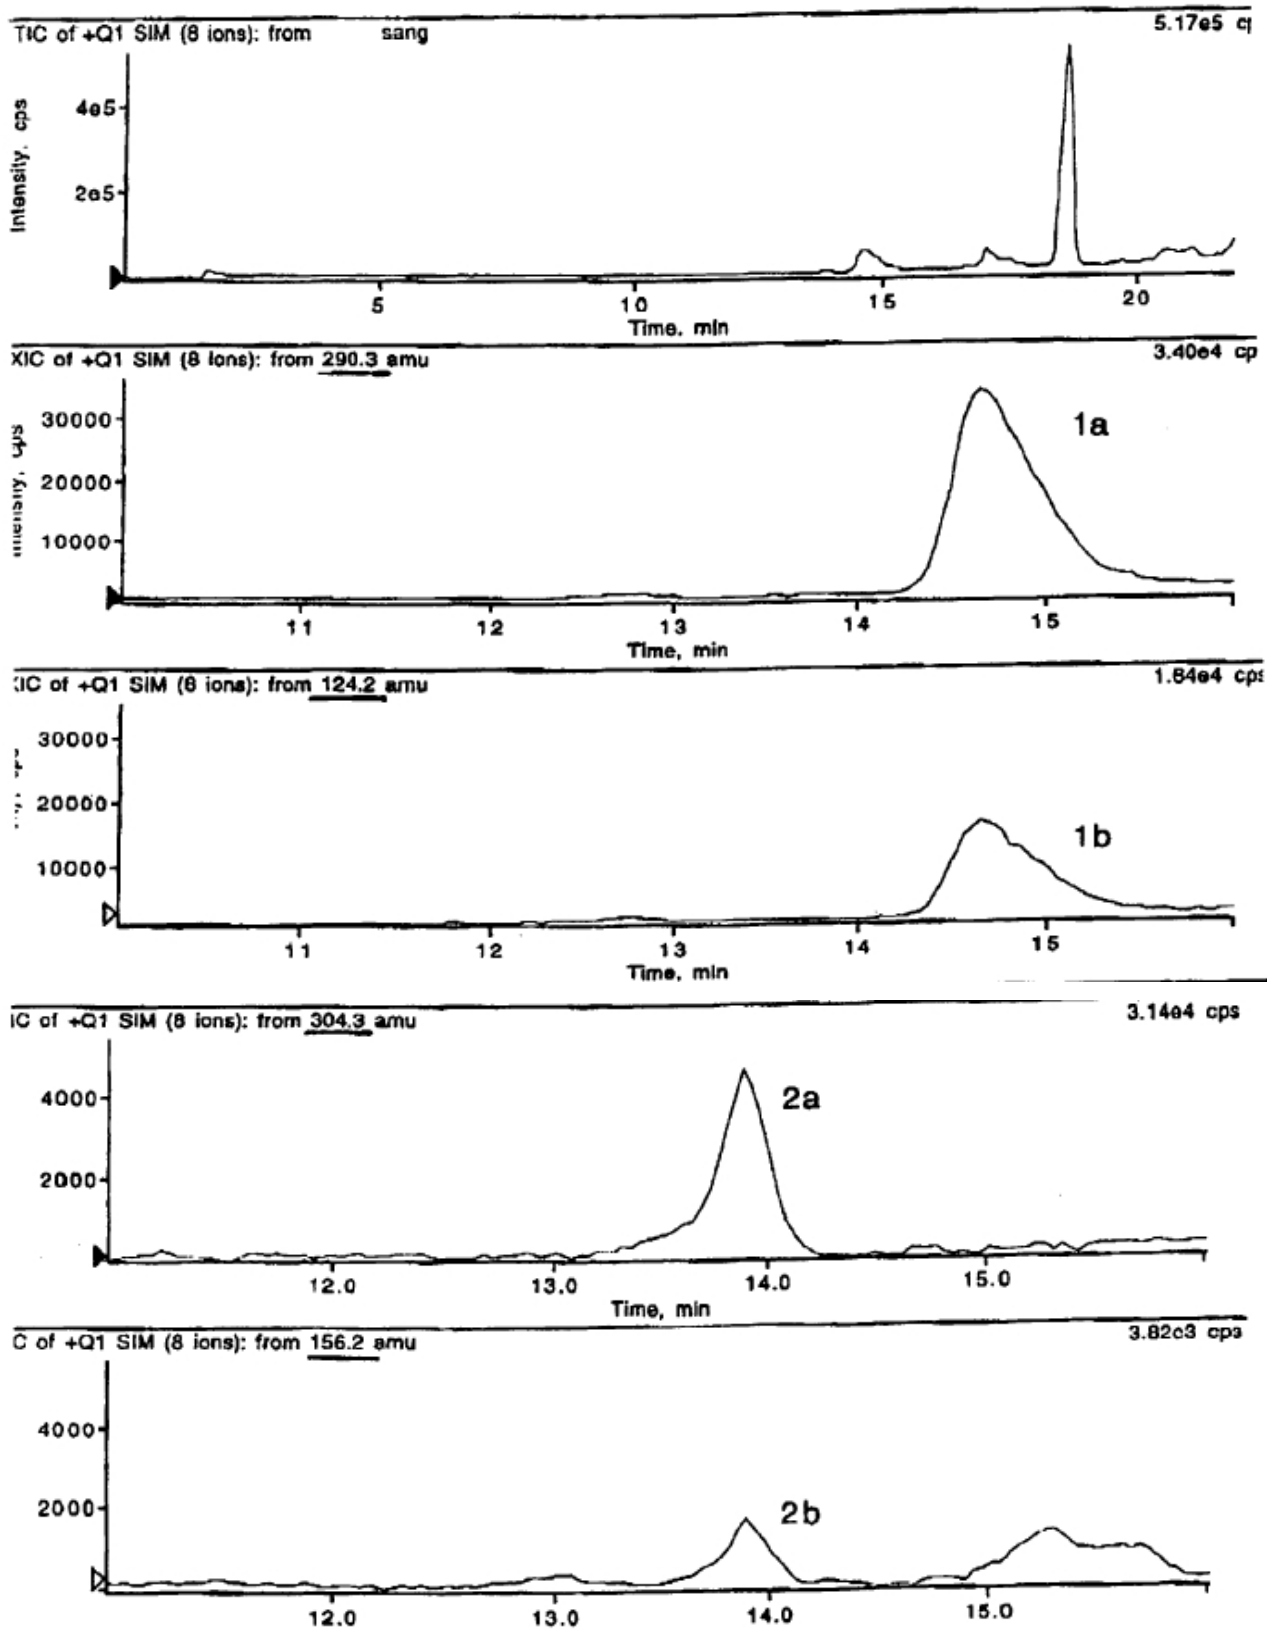 TIC of +Q1 SIM (8 ions): from sang 5.17e5 c
4e5
Intensity, cps
2e5
5 10 15 20
Time, min
XIC of +Q1 SIM (8 ions): from 290.3 amu 3.40e4 cp
30000
1a
20000
10000
11 12 13 14 15
Time, min
IC of +Q1 SIM (8 ions): from 124.2 amu 1.64e4 cps
30000
20000
1b
10000
11 12 13 14 15
Time, min
IC of +Q1 SIM (8 ions): from 304.3 amu 3.14e4 cps
4000
2a
2000
12.0 13.0 14.0 15.0
Time, min
C of +Q1 SIM (8 ions): from 156.2 amu 3.82e3 cps
4000
2000
2b
12.0 13.0 14.0 15.0